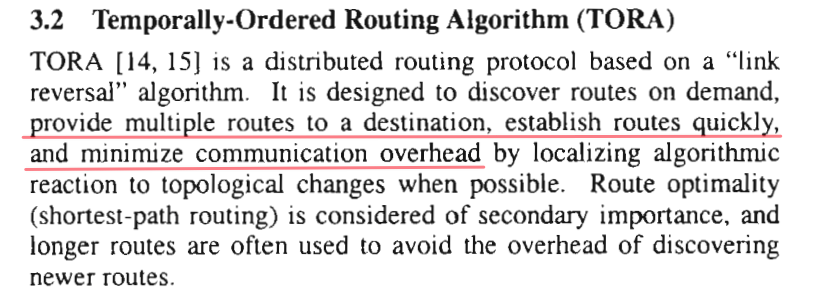 3.2 Temporally-Ordered Routing Algorithm (TORA)
TORA [14, 15] is a distributed routing protocol based on a “link
reversal” algorithm. It is designed to discover routes on demand,
provide multiple routes to a destination, establish routes quickly,
and minimize communication overhead by localizing algorithmic
reaction to topological changes when possible. Route optimality
(shortest-path routing) is considered of secondary importance, and
longer routes are often used to avoid the overhead of discovering
newer routes.